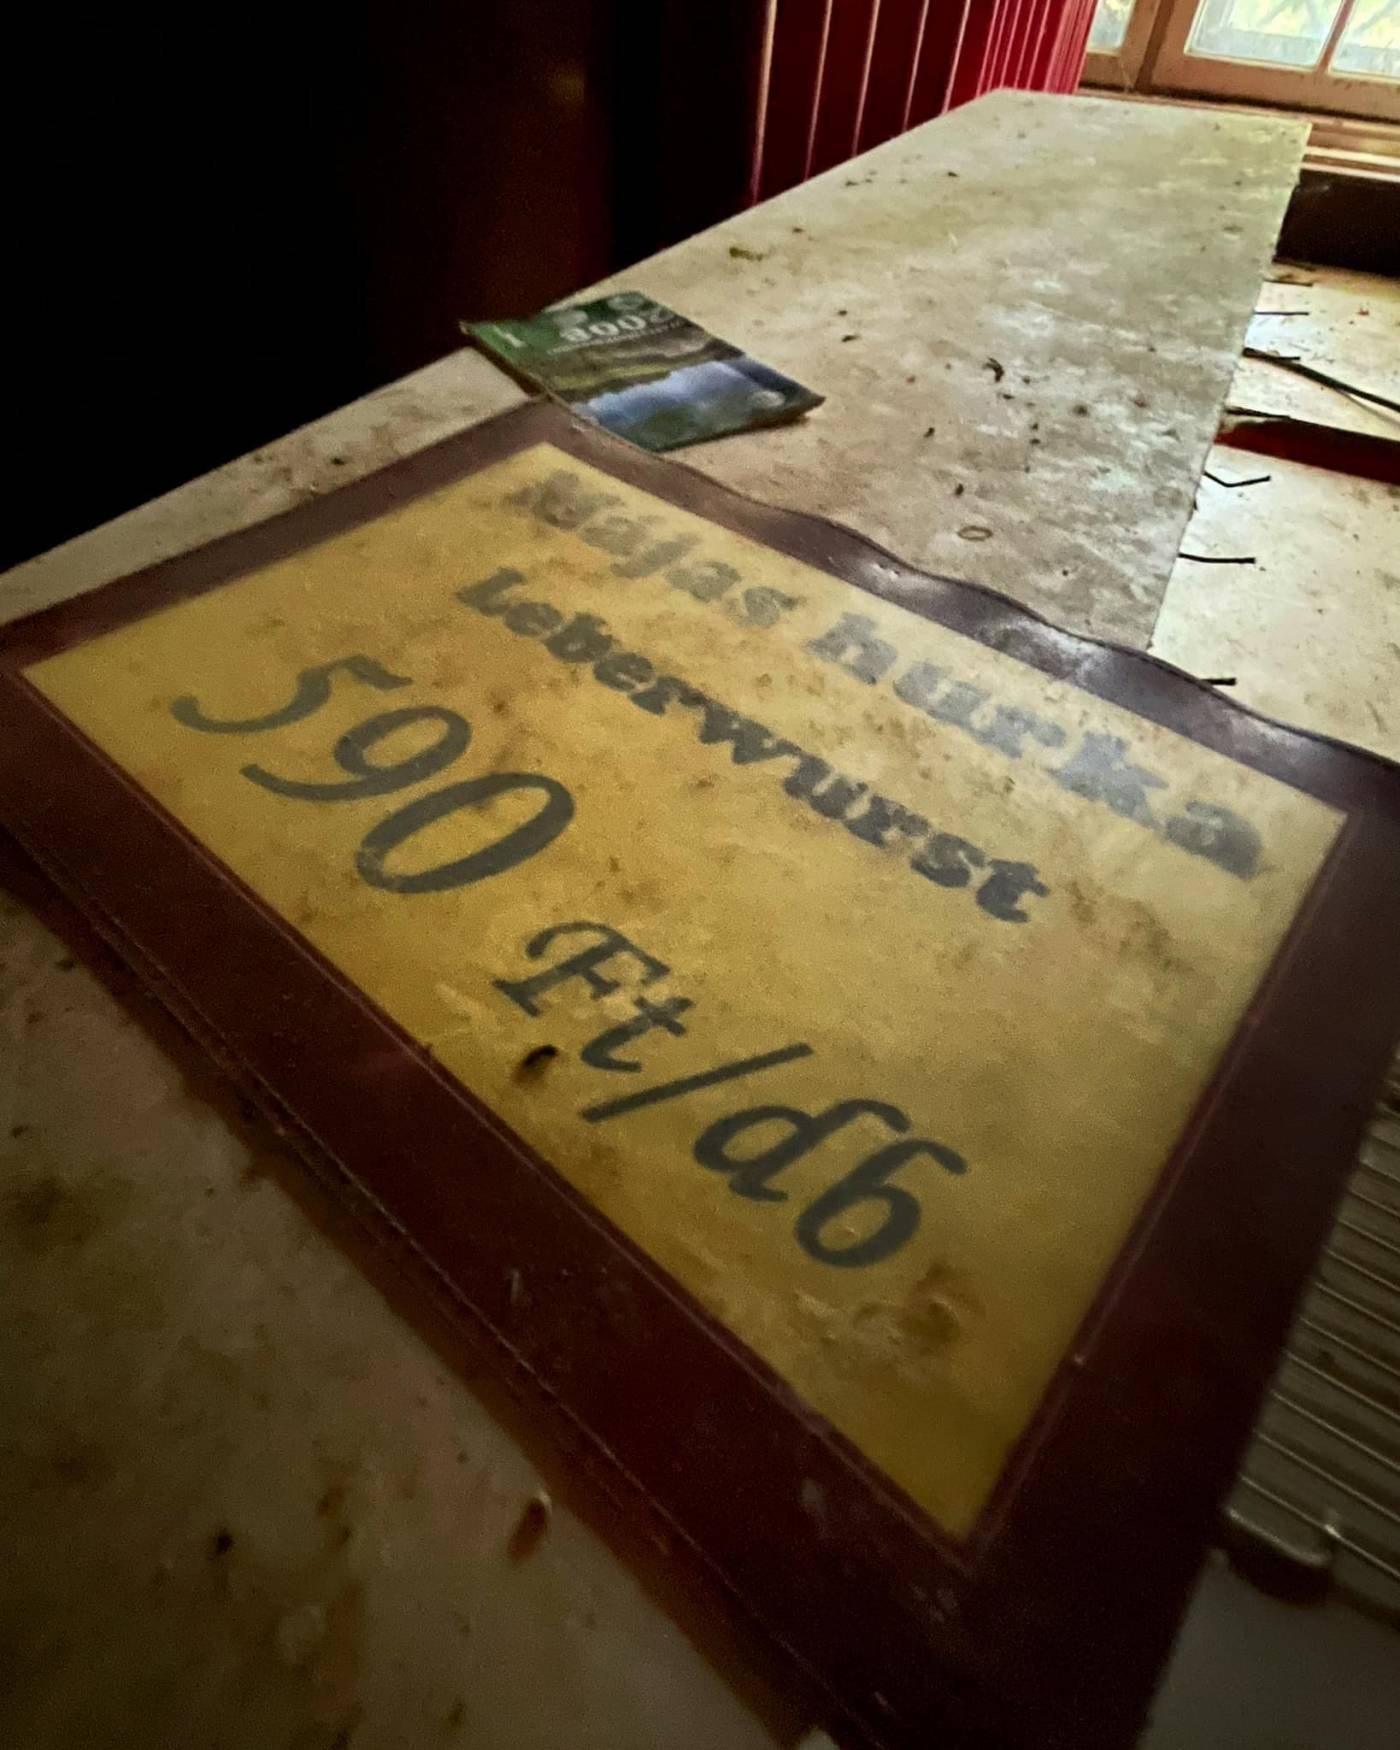 Májas hurka
Leberwurst
590
Ft/db